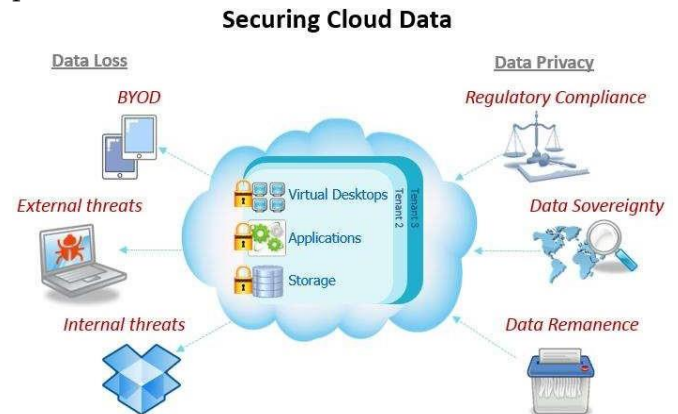 Securing Cloud Data
Data Loss
Data Privacy
BYOD
Regulatory Compliance
External threats
Virtual Desktops
Tenant 2
Tenant 3
Data Sovereignty
Applications
Storage
Internal threats
Data Remanence